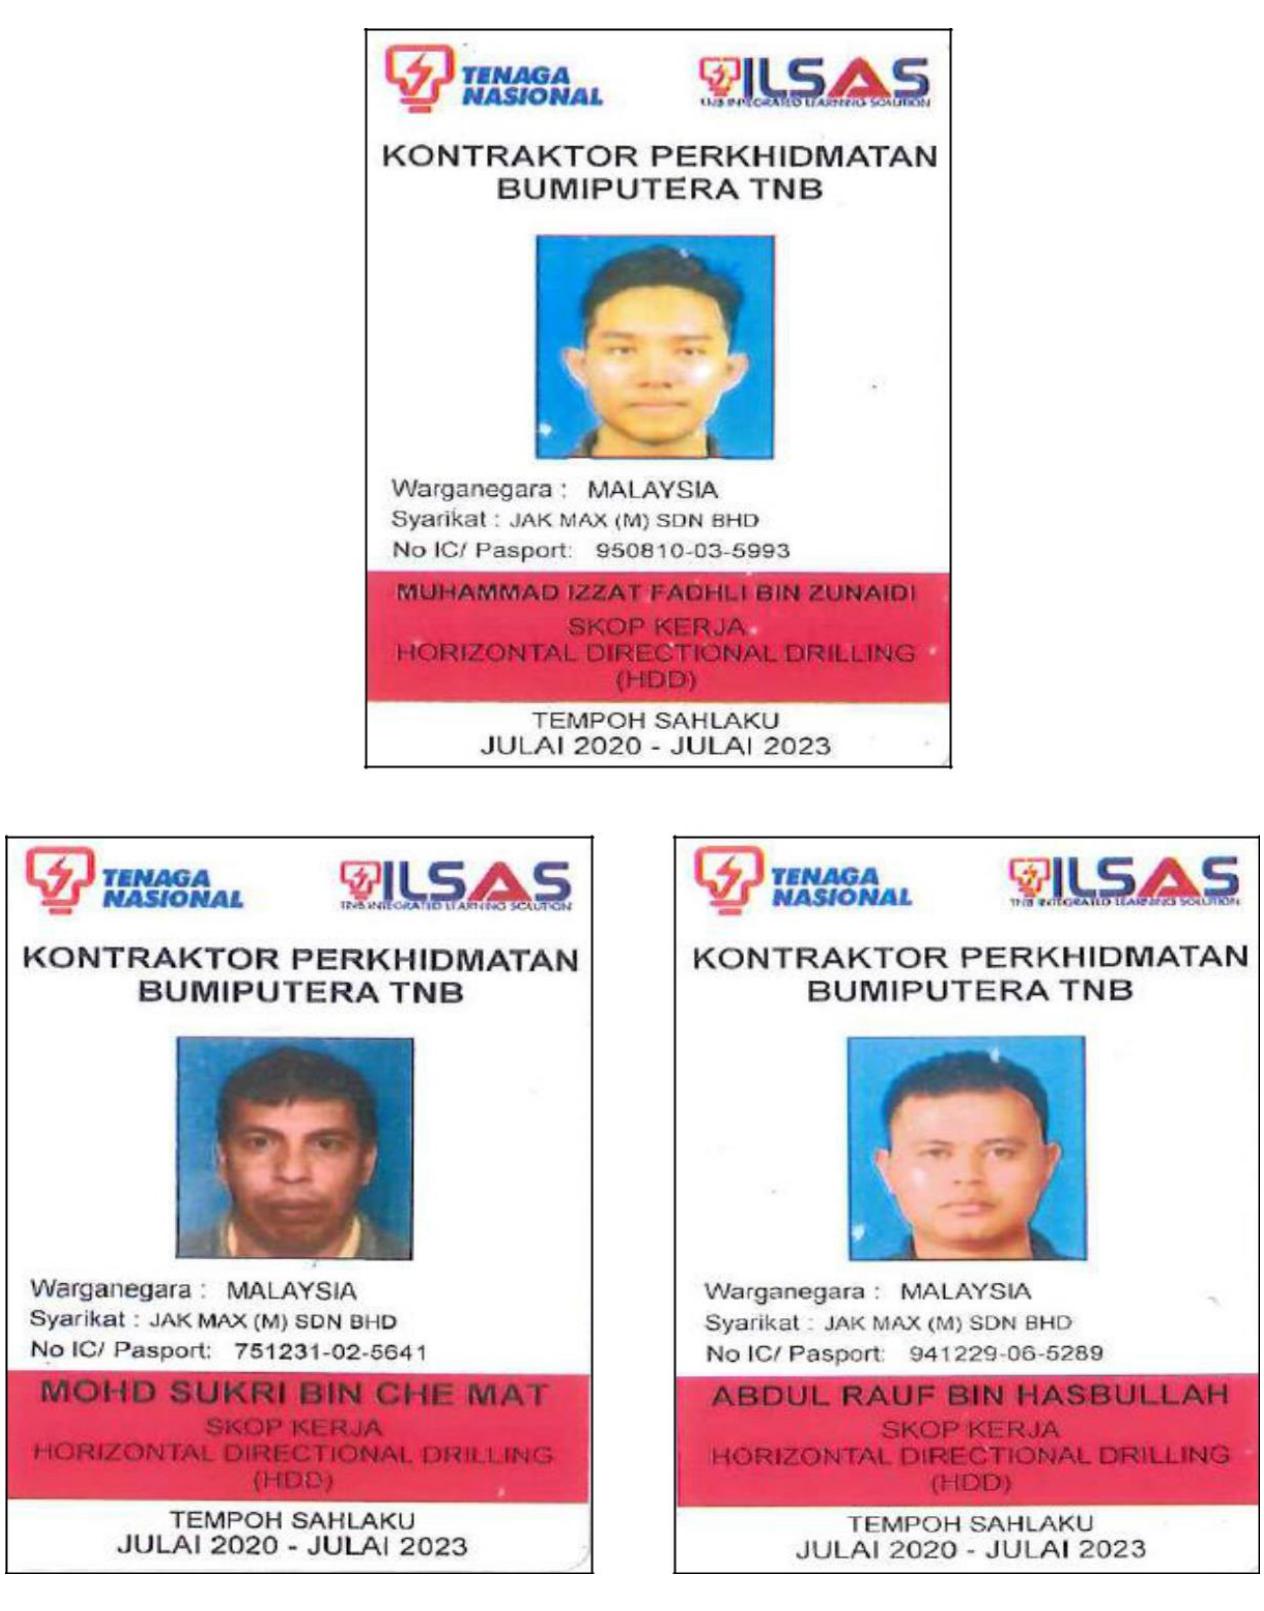 TENAGA
NASIONAL
ILSAS
TNB INTEGRATED LEARNING SOLUTION
KONTRAKTOR PERKHIDMATAN
BUMIPUTERA TNB
Warganegara : MALAYSIA
Syarikat : JAK MAX (M) SDN BHD
No IC/ Pasport: 950810-03-5993
MUHAMMAD IZZAT FADHLI BIN ZUNAIDI
SKOP KERJA
HORIZONTAL DIRECTIONAL DRILLING
(HDD)
TEMPOH SAHLAKU
JULAI 2020 - JULAI 2023
TENAGA
NASIONAL
ILSAS
TNB INTEGRATED LEARNING SOLUTION
KONTRAKTOR PERKHIDMATAN
BUMIPUTERA TNB
Warganegara : MALAYSIA
Syarikat : JAK MAX (M) SDN BHD
No IC/ Pasport: 751231-02-5641
MOHD SUKRI BIN CHE MAT
SKOP KERJA
HORIZONTAL DIRECTIONAL DRILLING
(HDD)
TEMPOH SAHLAKU
JULAI 2020 - JULAI 2023
TENAGA
NASIONAL
ILSAS
TNB INTEGRATED LEARNING SOLUTION
KONTRAKTOR PERKHIDMATAN
BUMIPUTERA TNB
Warganegara : MALAYSIA
Syarikat : JAK MAX (M) SDN BHD
No IC/ Pasport: 941229-06-5289
ABDUL RAUF BIN HASBULLAH
SKOP KERJA
HORIZONTAL DIRECTIONAL DRILLING
(HDD)
TEMPOH SAHLAKU
JULAI 2020 - JULAI 2023